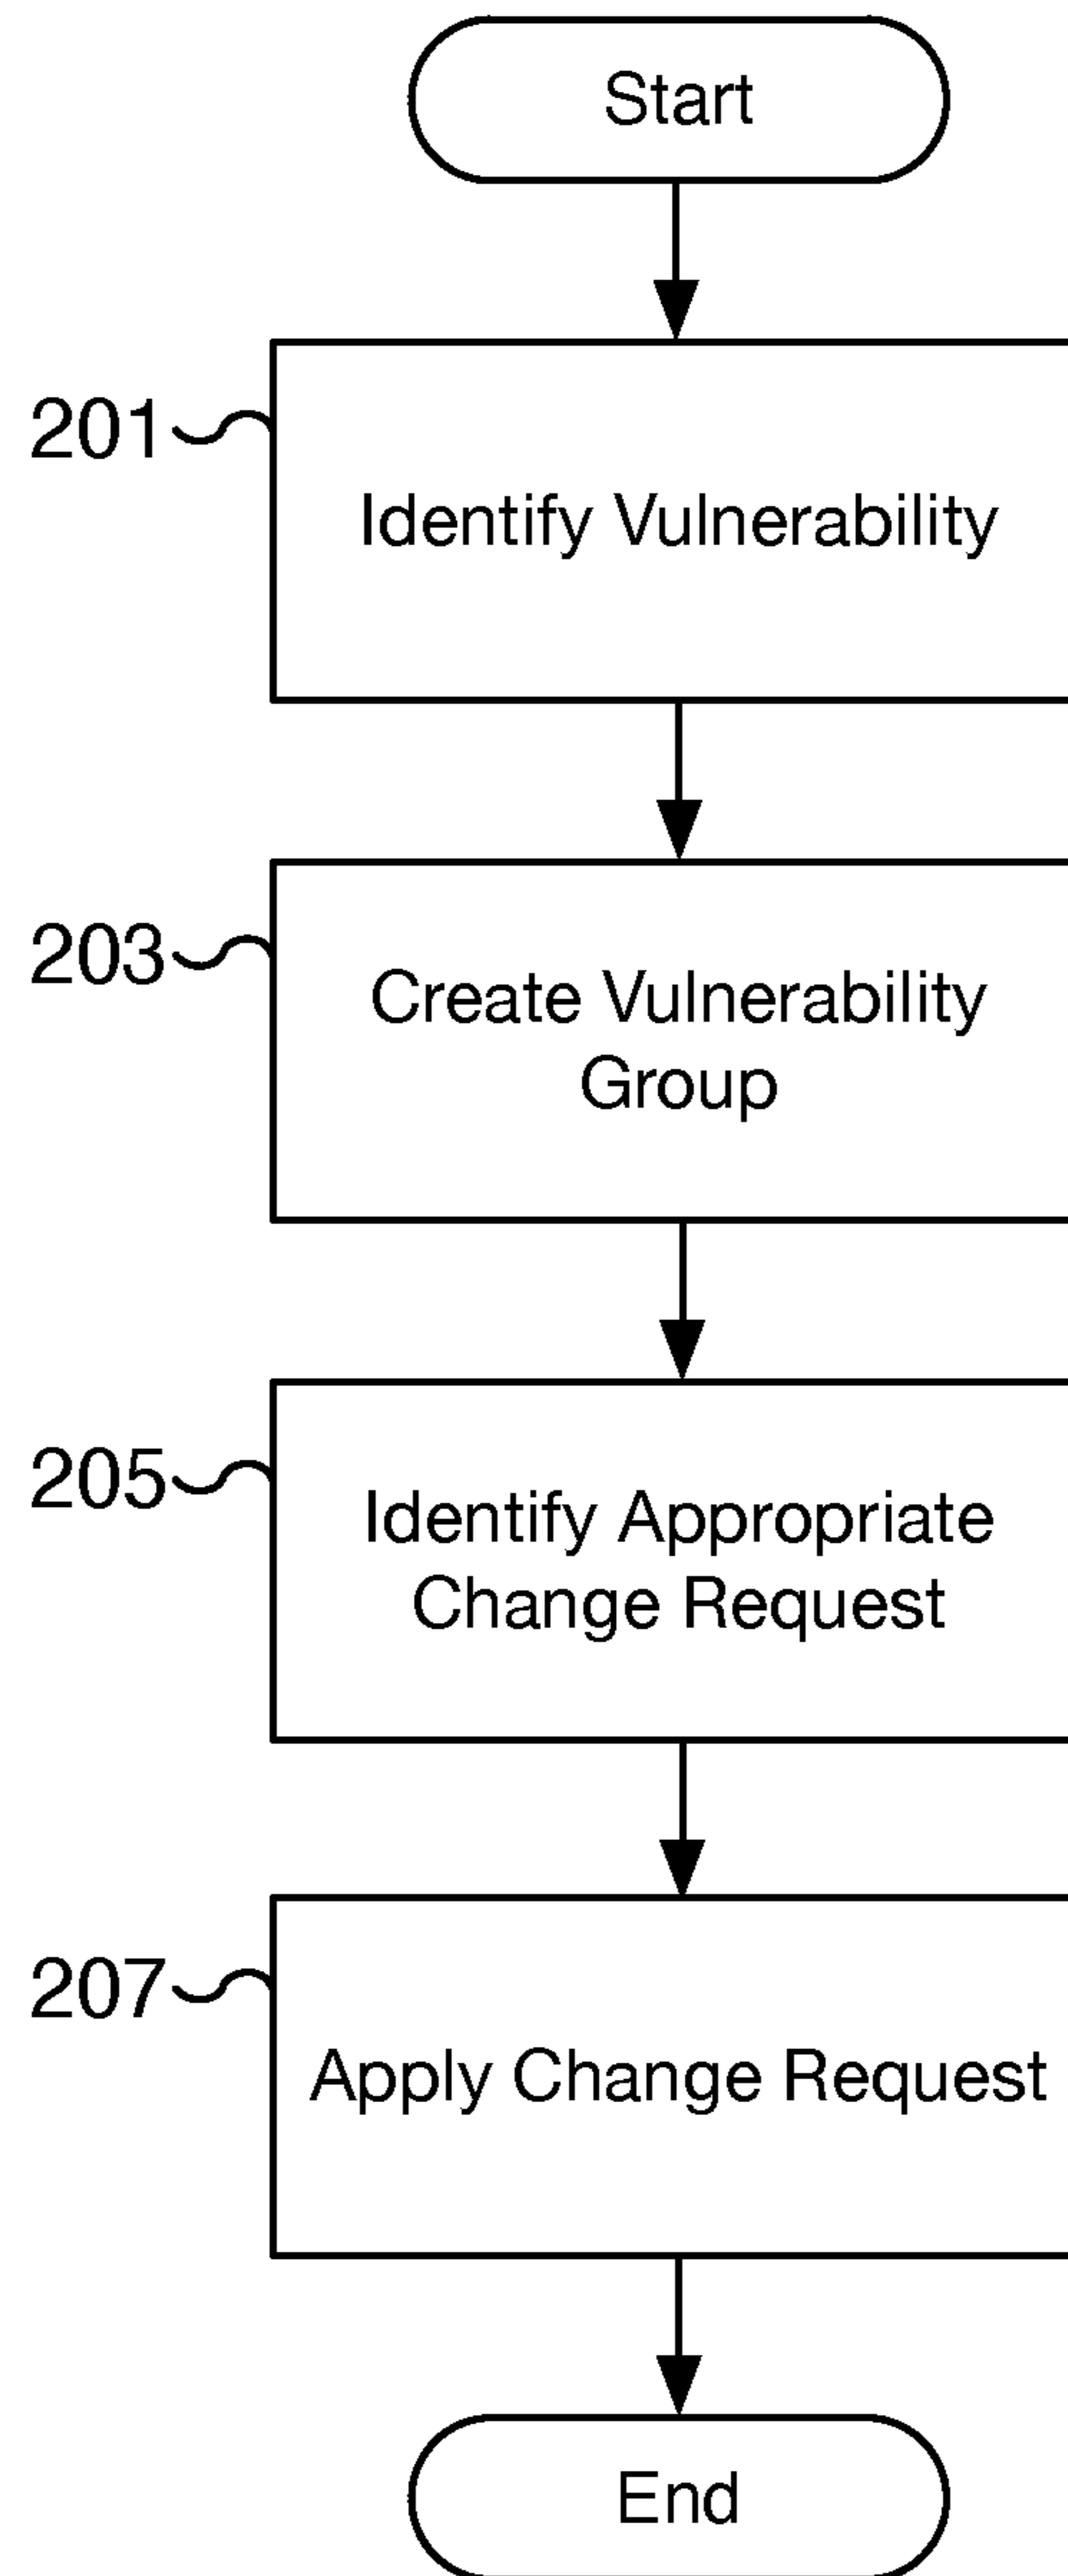 Start
201
Identify Vulnerability
203
Create Vulnerability
Group
205
Identify Appropriate
Change Request
207
Apply Change Request
End